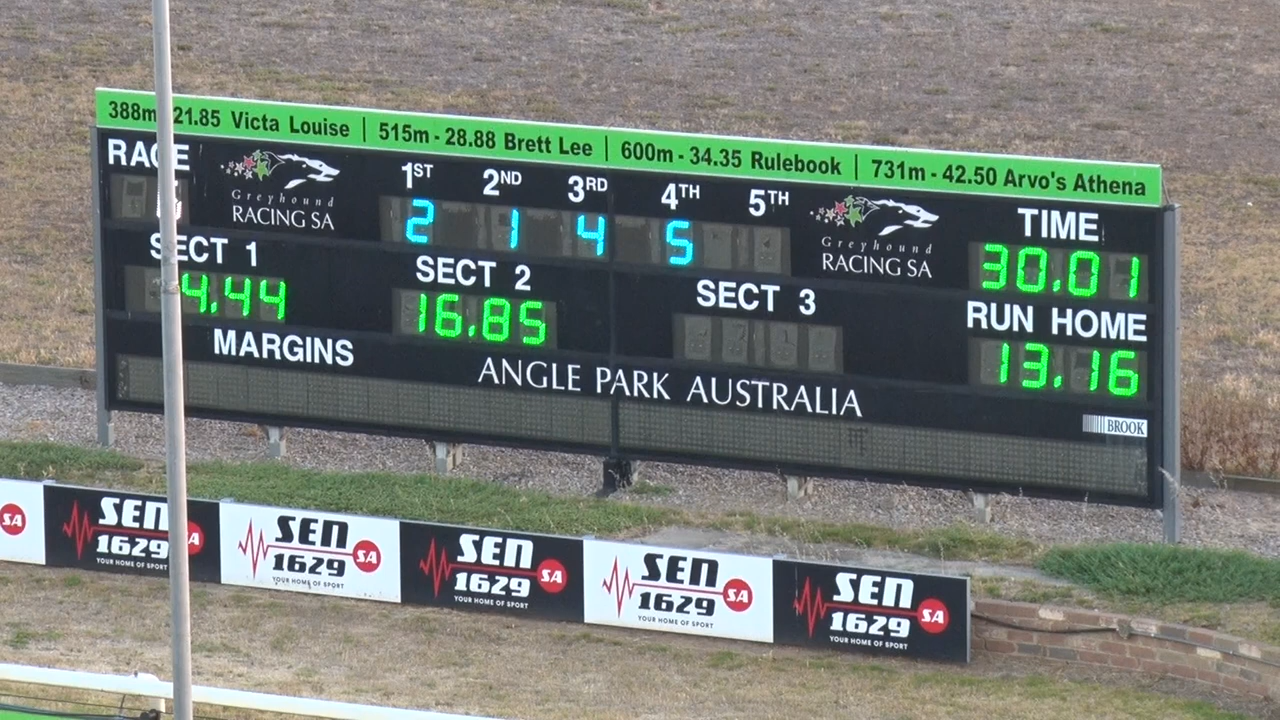 388m 21.85 Victa Louise | 515m - 28.88 Brett Lee | 600m - 34.35 Rulebook | 731m - 42.50 Arvo's Athena
RACE
Greyhound
RACING SA
1ST 2ND 3RD 4TH 5TH
2 1 4 5
Greyhound
RACING SA
TIME
30.01
SECT 1
4.44
SECT 2
16.85
SECT 3
RUN HOME
13.16
MARGINS
ANGLE PARK AUSTRALIA
BROOK
SA
SEN
1629
A
YOUR HOME OF SPORT
SEN
1629
SA
YOUR HOME OF SPORT
SEN
1629
SA
YOUR HOME OF SPORT
SEN
1629
SA
YOUR HOME OF SPORT
SEN
1629
SA
YOUR HOME OF SPORT